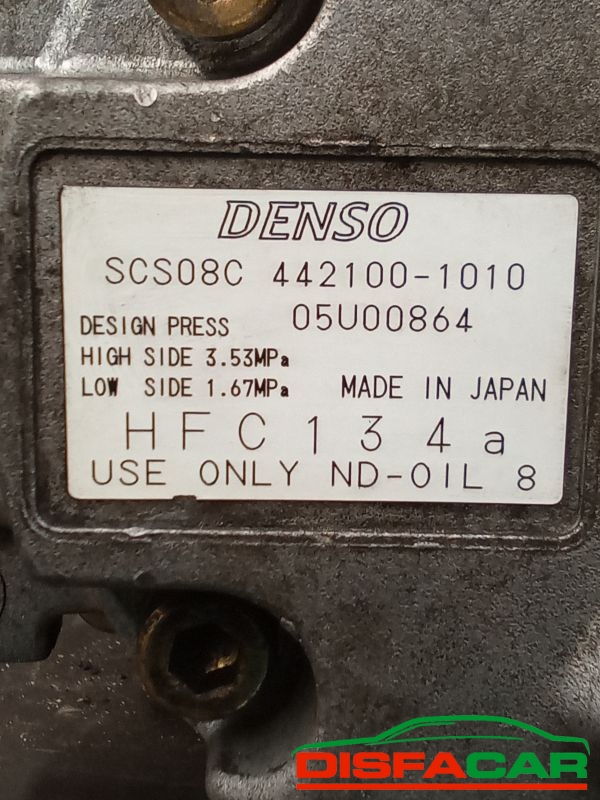 DENSO
SCS08C 442100-1010
DESIGN PRESS 05U00864
HIGH SIDE 3.53MPa
LOW SIDE 1.67MPa MADE IN JAPAN
HFC134a
USE ONLY ND-OIL 8
DISFACAR